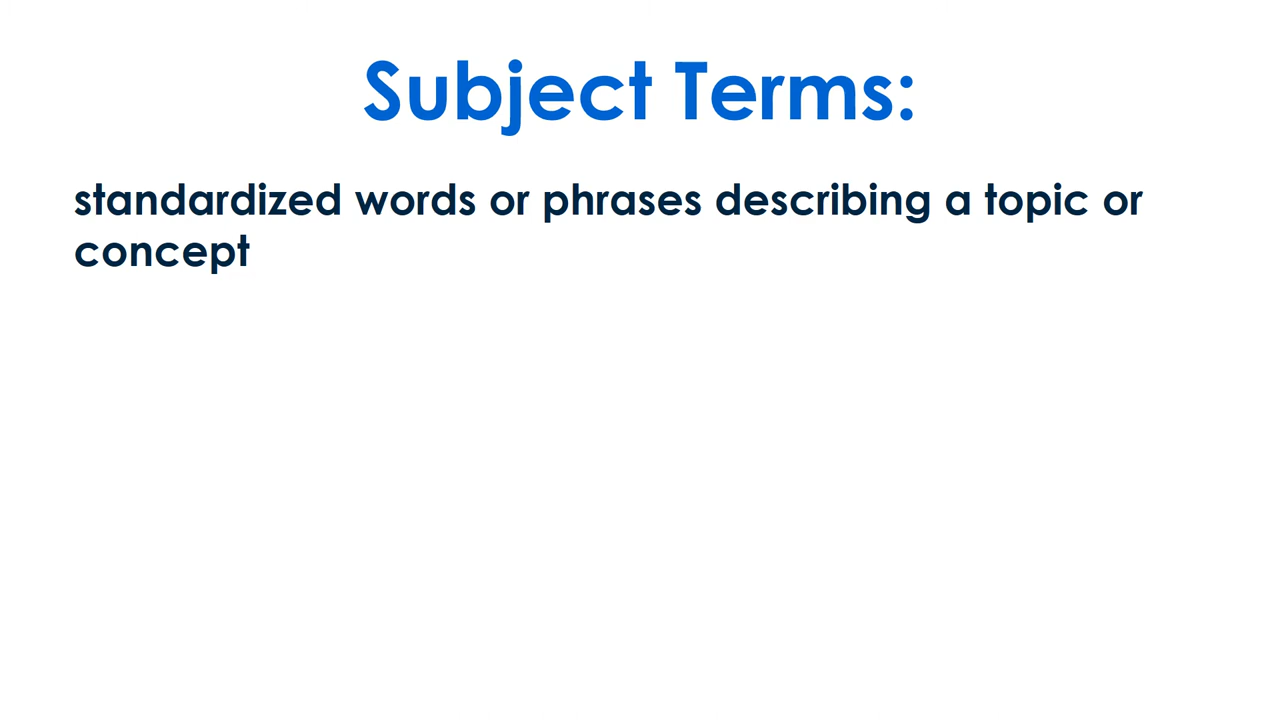 Subject Terms:
standardized words or phrases describing a topic or
concept